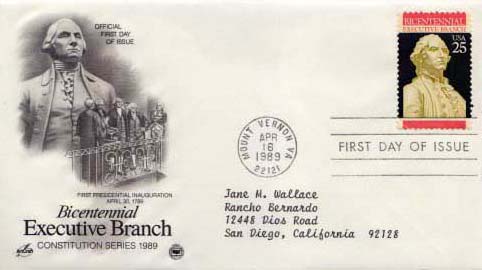 OFFICIAL
FIRST DAY
OF ISSUE
FIRST PRESIDENTIAL INAUGURATION
APRIL 30, 1789
Bicentennial
Executive Branch
CONSTITUTION SERIES 1989
BICENTENNIAL
EXECUTIVE BRANCH
USA
25
MOUNT VERNON VA
APR
16
1989
22121
FIRST DAY OF ISSUE
Jane M. Wallace
Rancho Bernardo
12448 Dios Road
San Diego, California 92128